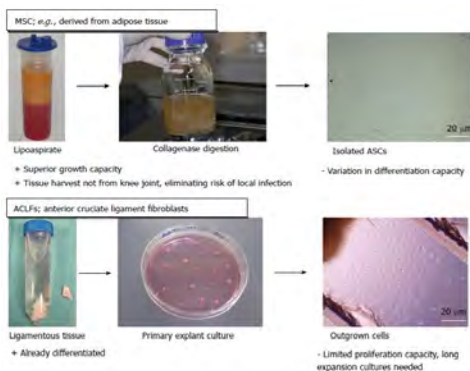 MSC; e.g., derived from adipose tissue
20 µm
Lipoaspirate
Collagenase digestion
Isolated ASCs
+ Superior growth capacity
+ Tissue harvest not from knee joint, eliminating risk of local infection
- Variation in differentiation capacity
ACLFs; anterior cruciate ligament fibroblasts
20 µm
Ligamentous tissue
Primary explant culture
Outgrown cells
+ Already differentiated
- Limited proliferation capacity, long
expansion cultures needed